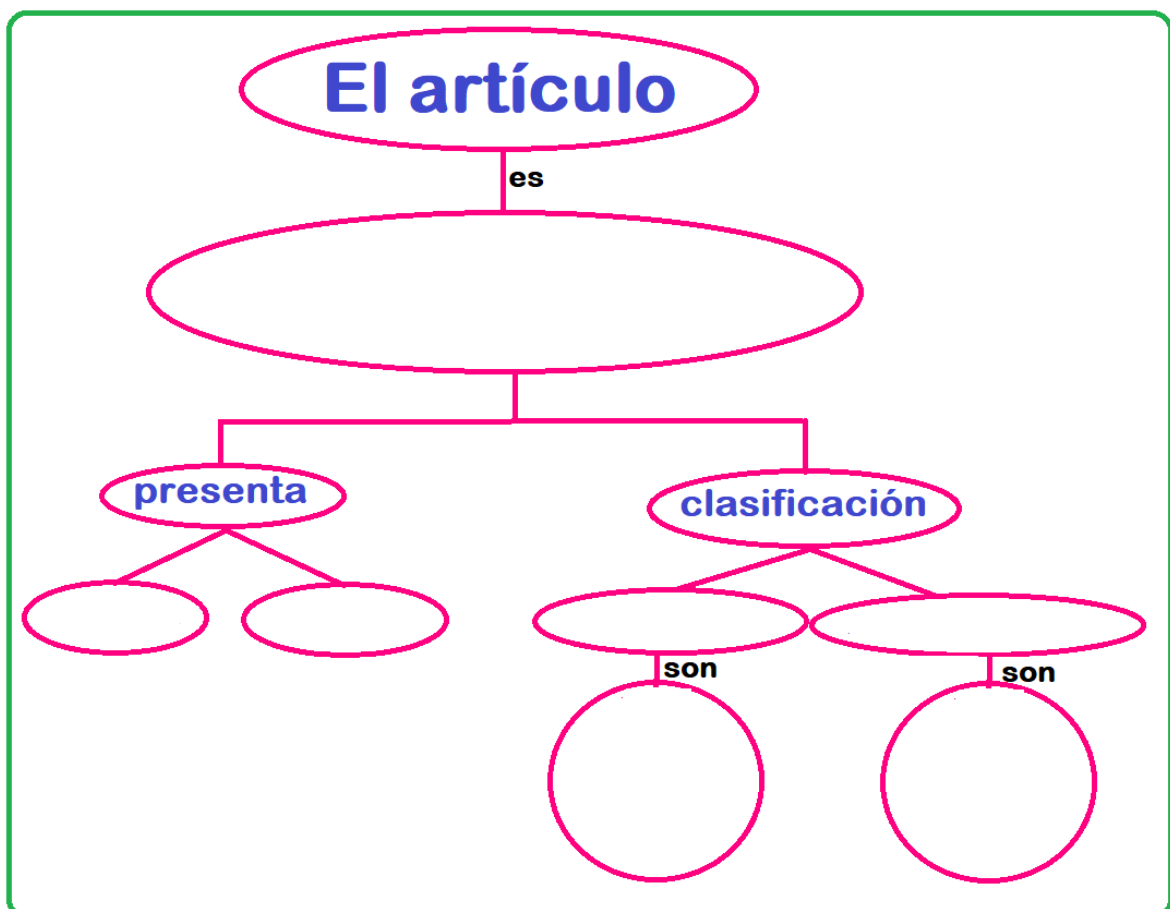 El artículo
es
presenta
clasificación
son
son